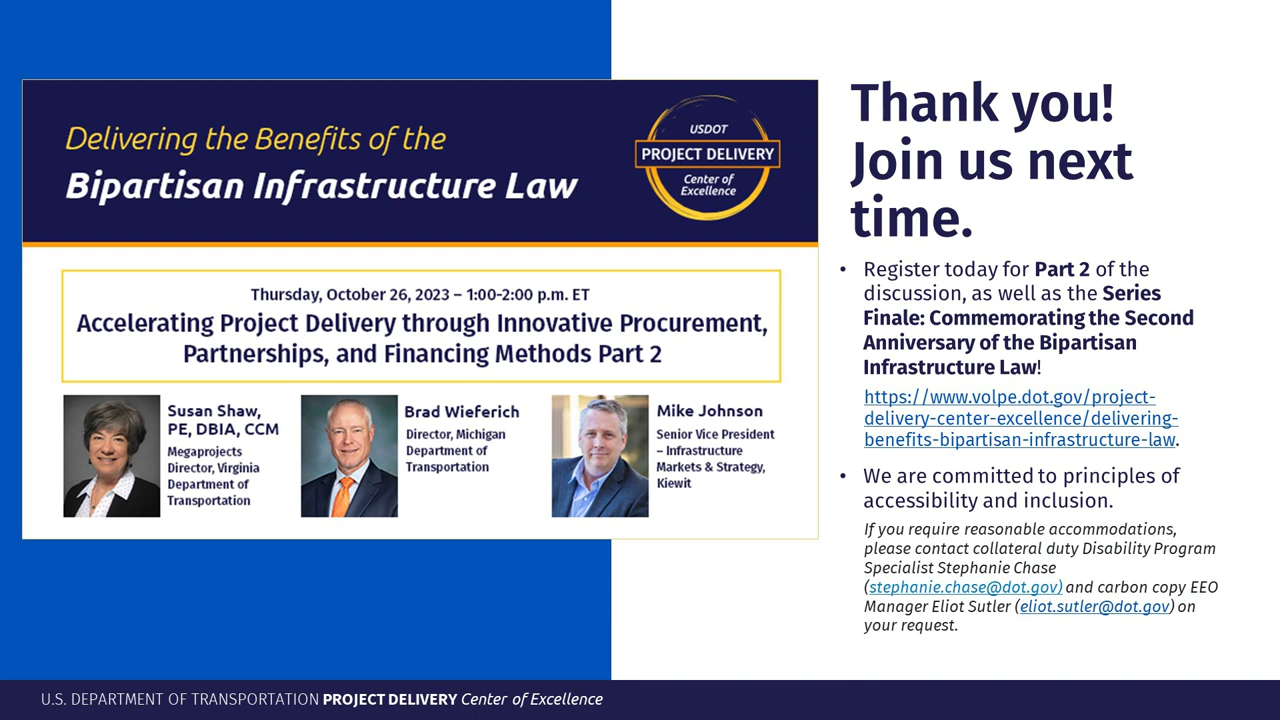 Delivering the Benefits of the
Bipartisan Infrastructure Law
USDOT
PROJECT DELIVERY
Center of
Excellence
Thursday, October 26, 2023 – 1:00-2:00 p.m. ET
Accelerating Project Delivery through Innovative Procurement,
Partnerships, and Financing Methods Part 2
Susan Shaw,
PE, DBIA, CCM
Megaprojects
Director, Virginia
Department of
Transportation
Brad Wieferich
Director, Michigan
Department of
Transportation
Mike Johnson
Senior Vice President
– Infrastructure
Markets & Strategy,
Kiewit
Thank you!
Join us next
time.
• Register today for Part 2 of the
discussion, as well as the Series
Finale: Commemorating the Second
Anniversary of the Bipartisan
Infrastructure Law!
https://www.volpe.dot.gov/project-
delivery-center-excellence/delivering-
benefits-bipartisan-infrastructure-law.
• We are committed to principles of
accessibility and inclusion.
If you require reasonable accommodations,
please contact collateral duty Disability Program
Specialist Stephanie Chase
(stephanie.chase@dot.gov) and carbon copy EEO
Manager Eliot Sutler (eliot.sutler@dot.gov) on
your request.
U.S. DEPARTMENT OF TRANSPORTATION PROJECT DELIVERY Center of Excellence